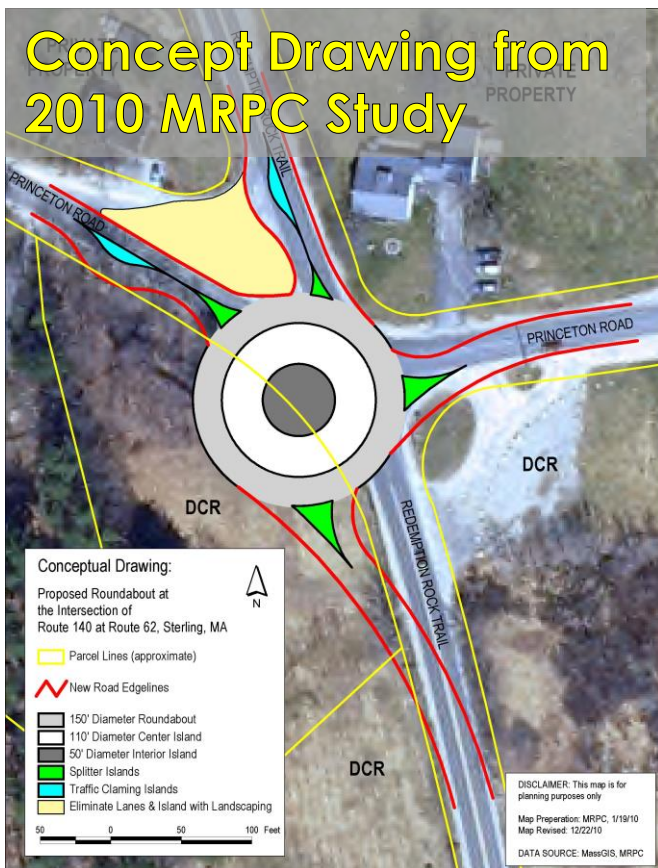 Concept Drawing from
2010 MRPC Study
PRIVATE
PROPERTY
REDEMPTION ROCK TRAIL
PRIVATE
PROPERTY
PRINCETON ROAD
PRINCETON ROAD
DCR
DCR
REDEMPTION ROCK TRAIL
DCR
Conceptual Drawing:
Proposed Roundabout at
the Intersection of
Route 140 at Route 62, Sterling, MA
N
Parcel Lines (approximate)
New Road Edgelines
150' Diameter Roundabout
110' Diameter Center Island
50' Diameter Interior Island
Splitter Islands
Traffic Claming Islands
Eliminate Lanes & Island with Landscaping
50 0 50 100 Feet
DISCLAIMER: This map is for
planning purposes only
Map Preparation: MRPC, 1/19/10
Map Revised: 12/22/10
DATA SOURCE: MassGIS, MRPC